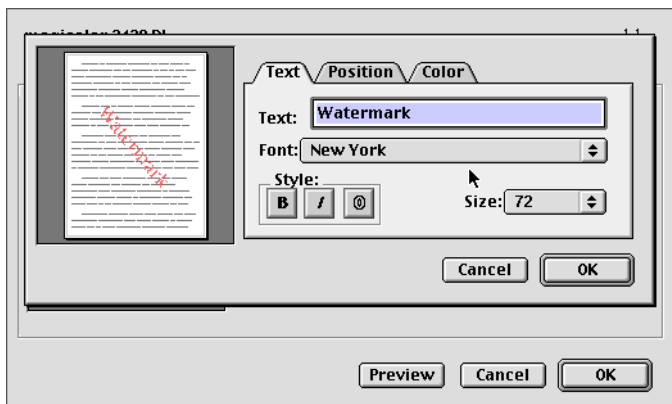 Text Position Color
Text: Watermark
Font: New York
Style:
B I O
Size: 72
Watermark
Cancel OK
Preview Cancel OK